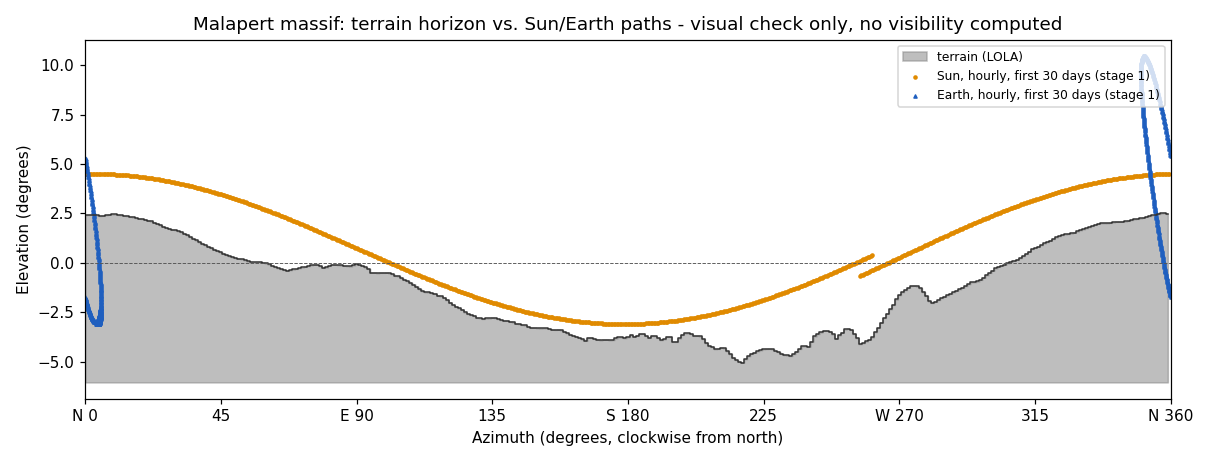 Malapert massif: terrain horizon vs. Sun/Earth paths - visual check only, no visibility computed
terrain (LOLA)
Sun, hourly, first 30 days (stage 1)
Earth, hourly, first 30 days (stage 1)
Elevation (degrees)
10.0
7.5
5.0
2.5
0.0
−2.5
−5.0
N 0 45 E 90 135 S 180 225 W 270 315 N 360
Azimuth (degrees, clockwise from north)